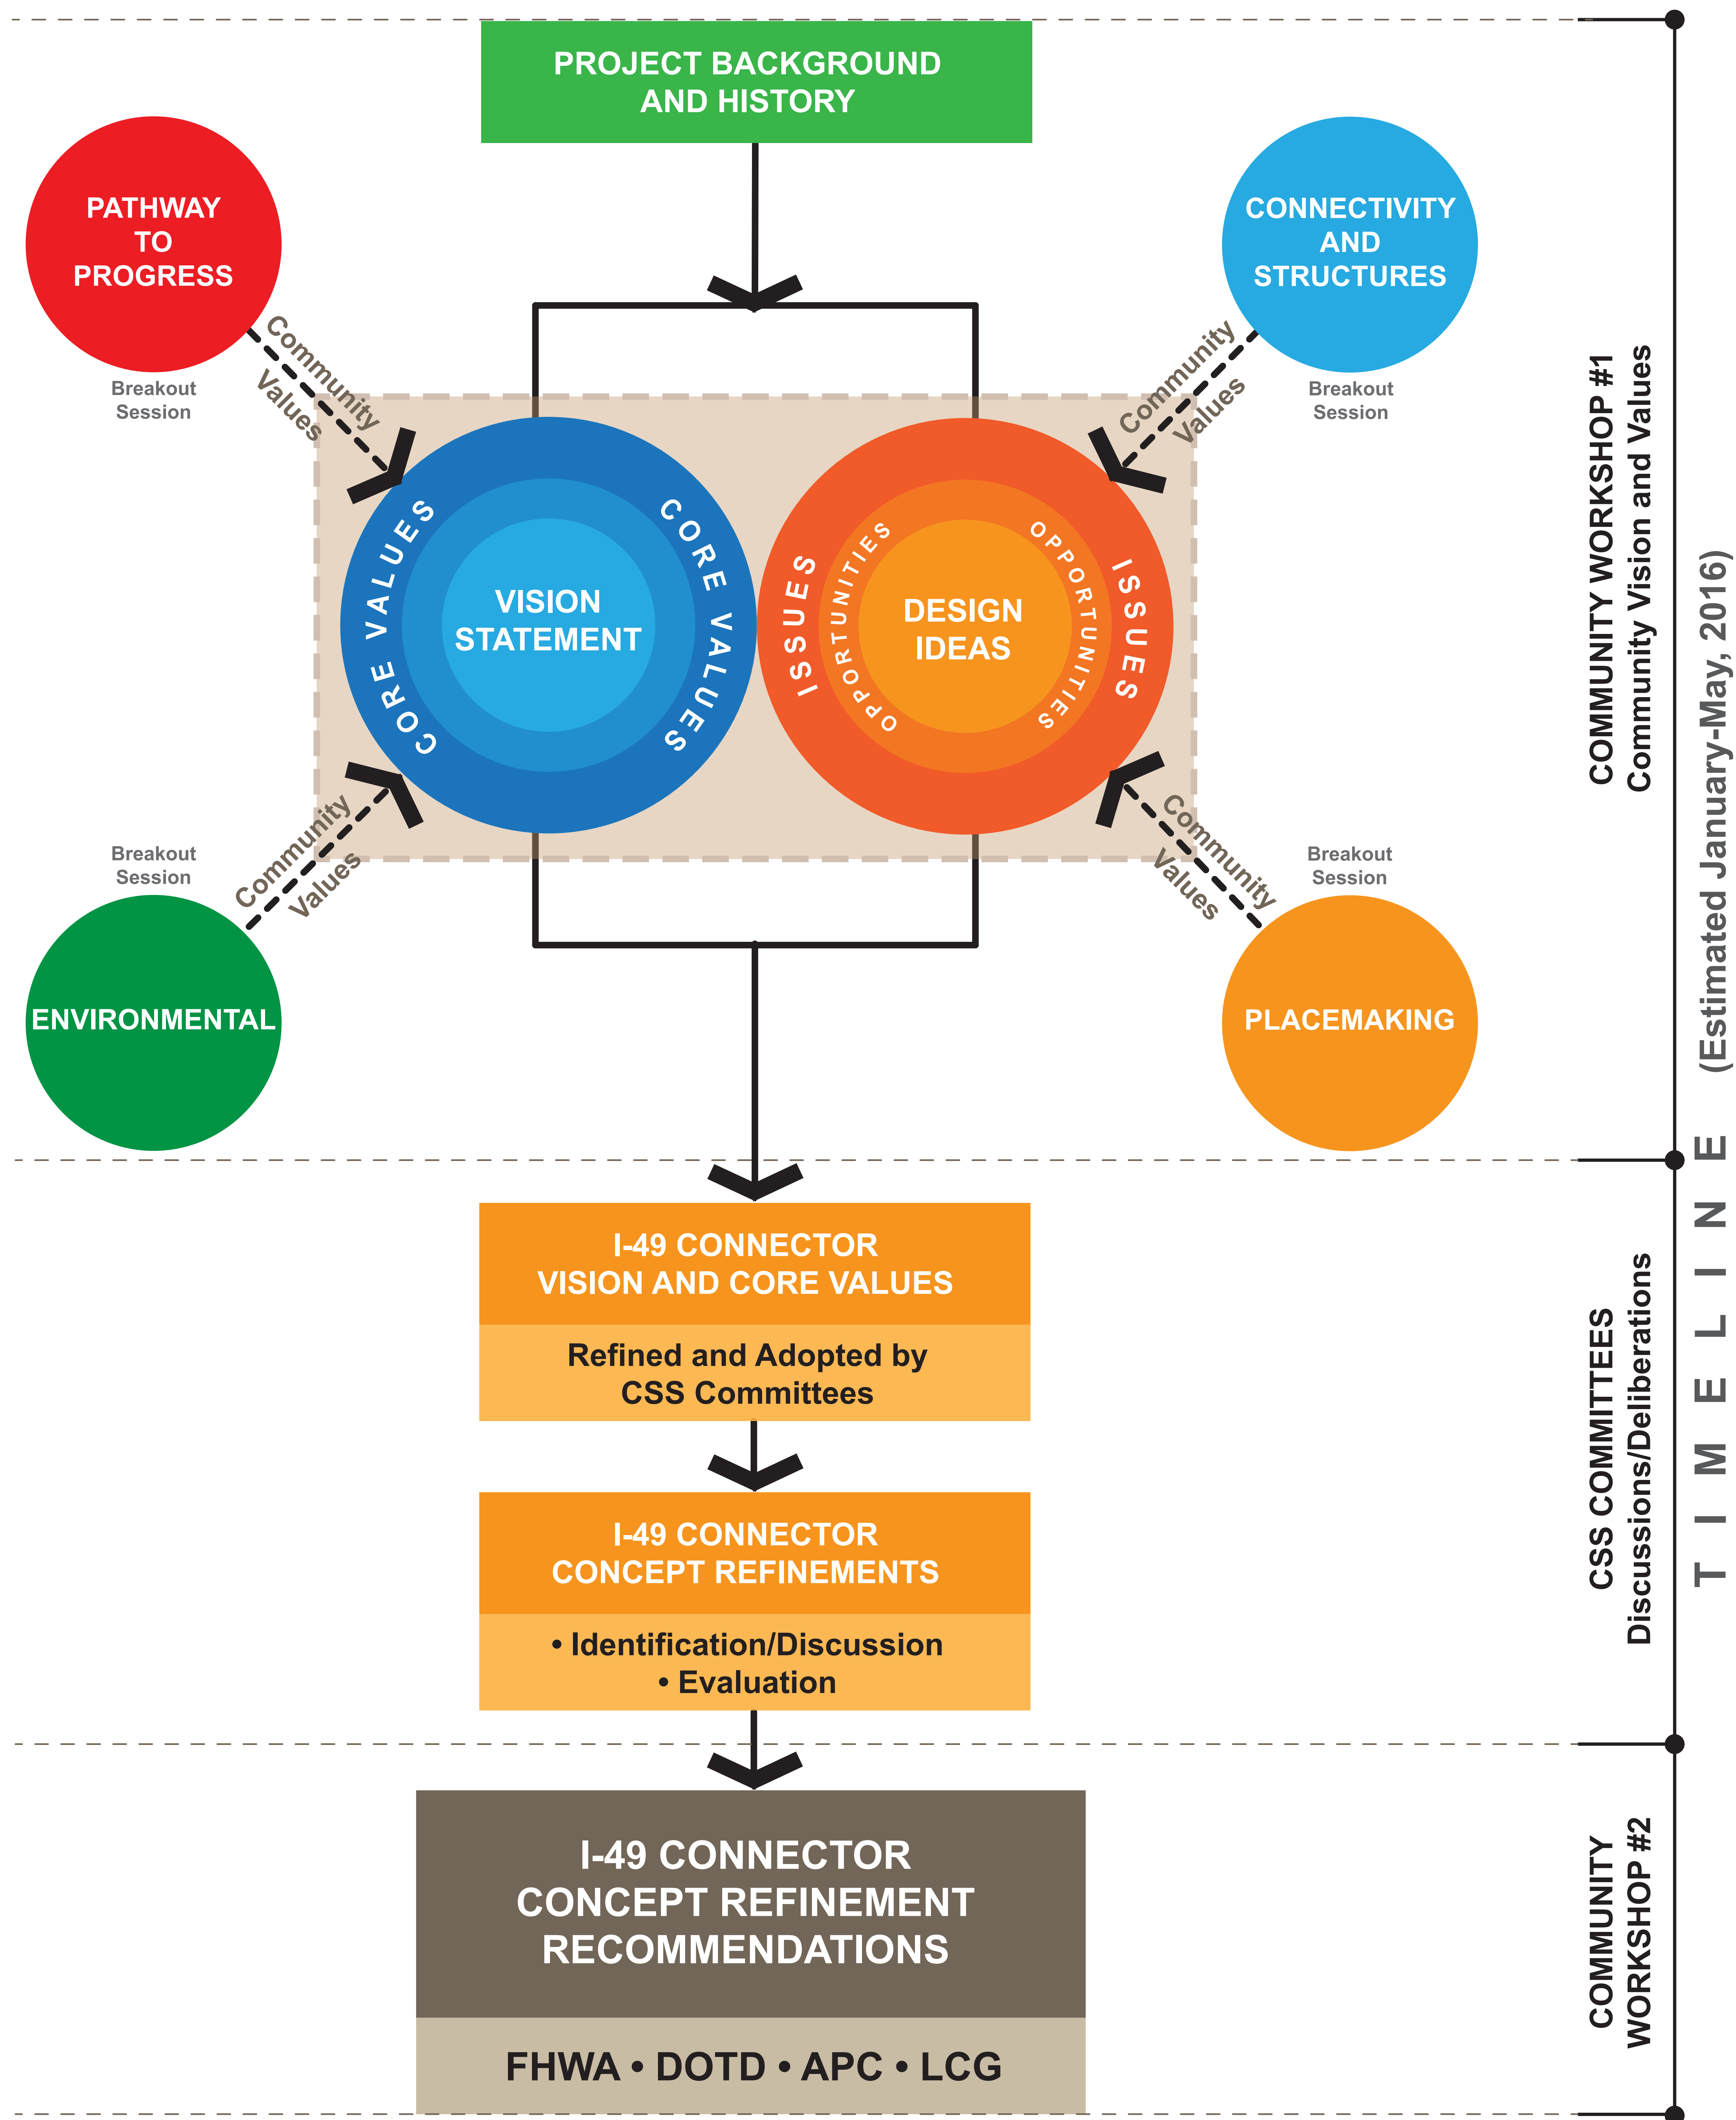 PROJECT BACKGROUND
AND HISTORY
PATHWAY
TO
PROGRESS
Breakout
Session
Community
Values
CONNECTIVITY
AND
STRUCTURES
Breakout
Session
Community
Values
CORE VALUES
CORE VALUES
VISION
STATEMENT
ISSUES
OPPORTUNITIES
DESIGN
IDEAS
OPPORTUNITIES
ISSUES
Breakout
Session
ENVIRONMENTAL
Community
Values
Breakout
Session
PLACEMAKING
Community
Values
COMMUNITY WORKSHOP #1
Community Vision and Values
I-49 CONNECTOR
VISION AND CORE VALUES
Refined and Adopted by
CSS Committees
I-49 CONNECTOR
CONCEPT REFINEMENTS
• Identification/Discussion
• Evaluation
CSS COMMITTEES
Discussions/Deliberations
I-49 CONNECTOR
CONCEPT REFINEMENT
RECOMMENDATIONS
FHWA • DOTD • APC • LCG
COMMUNITY
WORKSHOP #2
TIMELINE (Estimated January-May, 2016)